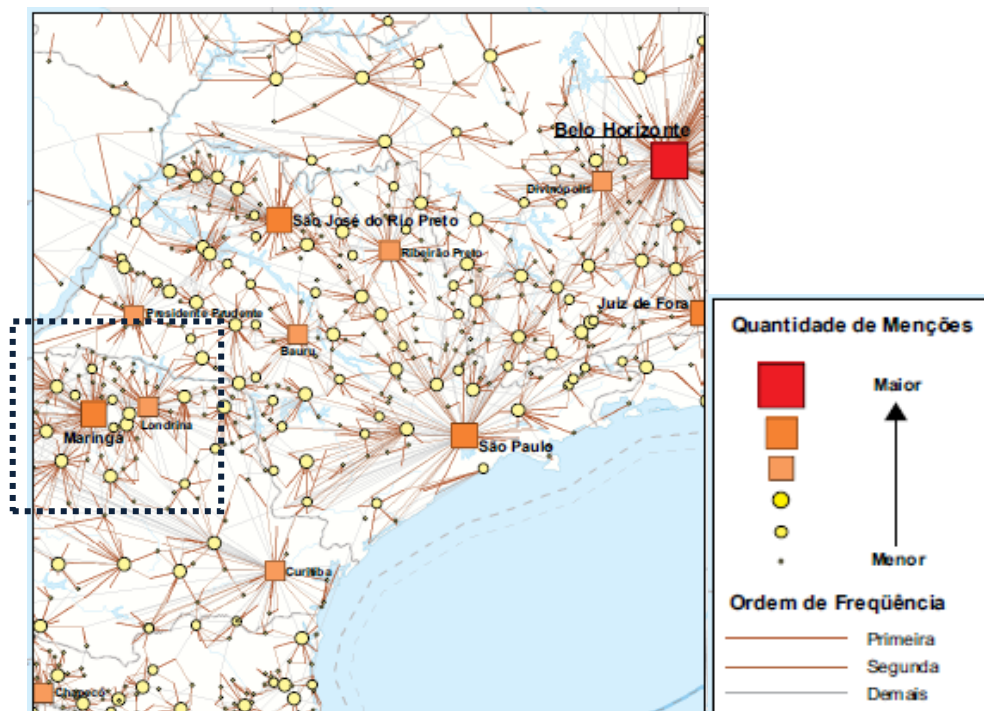 Belo Horizonte
Divinópolis
São José do Rio Preto
Ribeirão Preto
Juiz de Fora
Presidente Prudente
Bauru
Londrina
Maringá
São Paulo
Curitiba
Chapecó
Quantidade de Menções
Maior
Menor
Ordem de Freqüência
Primeira
Segunda
Demais